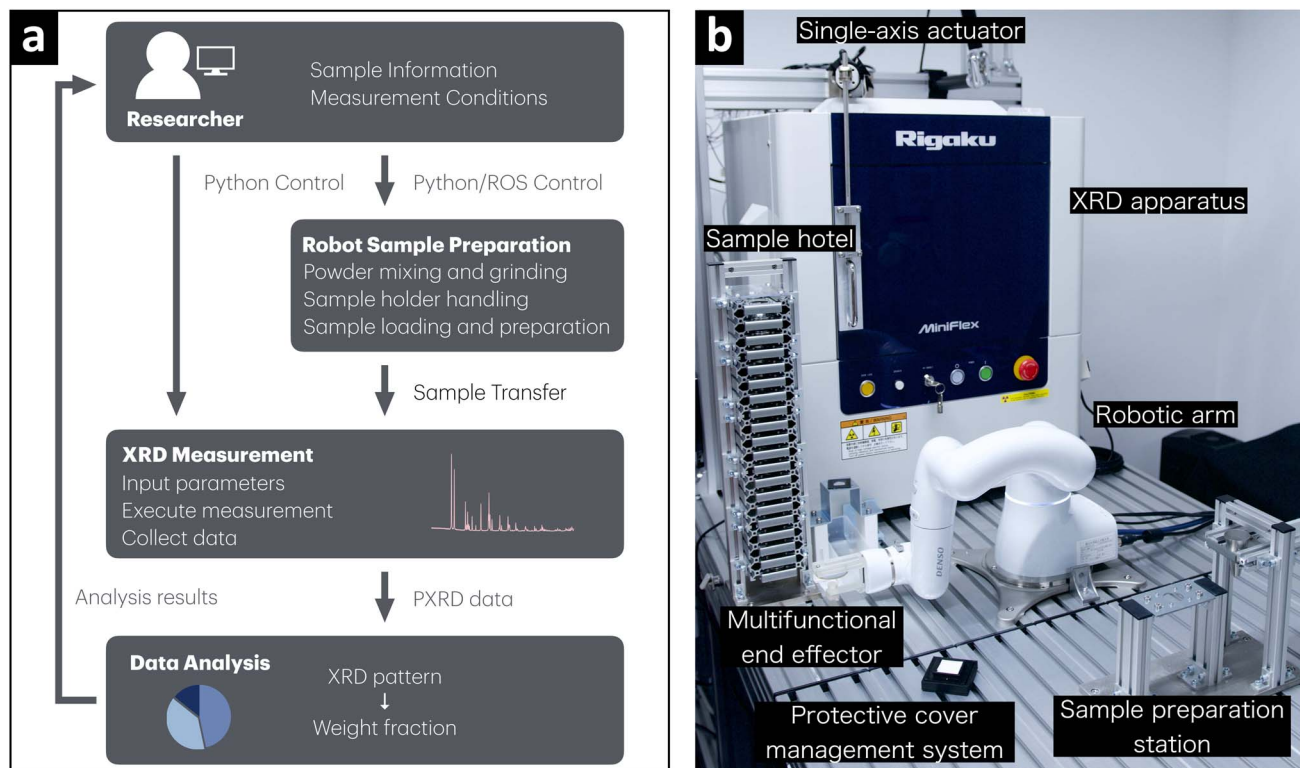 a
Researcher
Sample Information
Measurement Conditions
Python Control
Python/ROS Control
Robot Sample Preparation
Powder mixing and grinding
Sample holder handling
Sample loading and preparation
Sample Transfer
XRD Measurement
Input parameters
Execute measurement
Collect data
Analysis results
PXRD data
Data Analysis
XRD pattern
Weight fraction
b
Single-axis actuator
Rigaku
XRD apparatus
Sample hotel
MiniFlex
Robotic arm
DENSO
Multifunctional
end effector
Protective cover
management system
Sample preparation
station